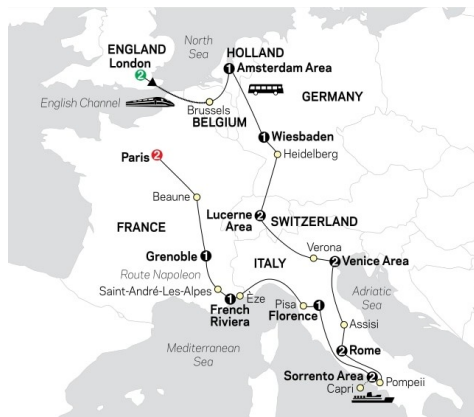 North
Sea
ENGLAND
London
2
HOLLAND
1 Amsterdam Area
English Channel
Brussels
BELGIUM
GERMANY
1 Wiesbaden
Heidelberg
Paris 2
Beaune
Lucerne
Area
2
SWITZERLAND
FRANCE
Verona
2 Venice Area
Grenoble 1
ITALY
Route Napoleon
Saint-André-Les-Alpes
Èze
1
French
Riviera
Pisa
1
Florence
Adriatic
Sea
Assisi
Mediterranean
Sea
2 Rome
Sorrento Area 2
Capri
Pompeii